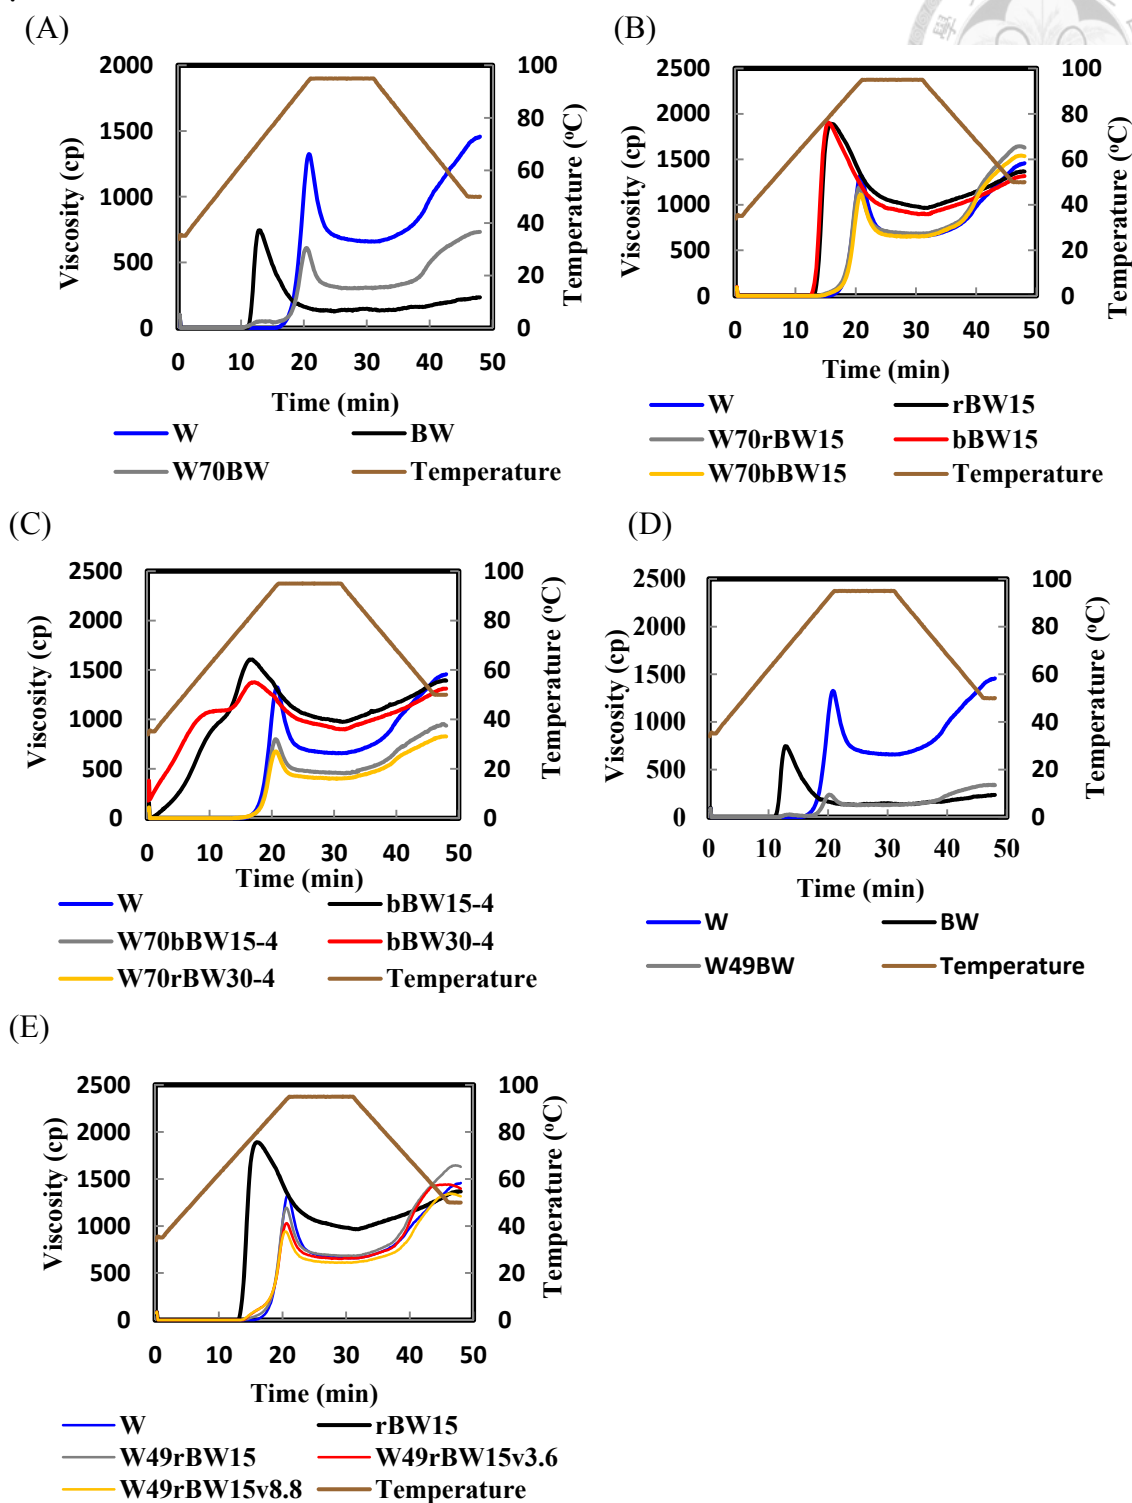 (A)
2000
1500
1000
500
0
Viscosity (cp)
100
80
60
40
20
0
Temperature (ºC)
0 10 20 30 40 50
Time (min)
W BW
W70BW Temperature
(B)
2500
2000
1500
1000
500
0
Viscosity (cp)
100
80
60
40
20
0
Temperature (ºC)
0 10 20 30 40 50
Time (min)
W rBW15
W70rBW15 bBW15
W70bBW15 Temperature
(C)
2500
2000
1500
1000
500
0
Viscosity (cp)
100
80
60
40
20
0
Temperature (ºC)
0 10 20 30 40 50
Time (min)
W bBW15-4
W70bBW15-4 bBW30-4
W70rBW30-4 Temperature
(D)
2500
2000
1500
1000
500
0
Viscosity (cp)
100
80
60
40
20
0
Temperature (ºC)
0 10 20 30 40 50
Time (min)
W BW
W49BW Temperature
(E)
2500
2000
1500
1000
500
0
Viscosity (cp)
100
80
60
40
20
0
Temperature (ºC)
0 10 20 30 40 50
Time (min)
W rBW15
W49rBW15 W49rBW15v3.6
W49rBW15v8.8 Temperature